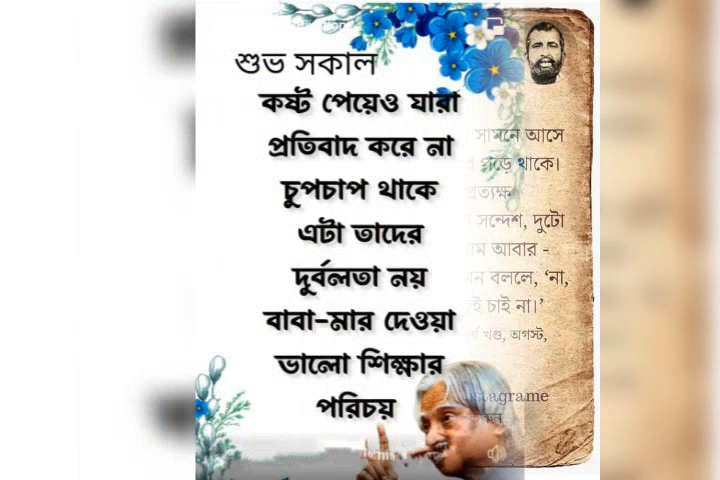 শুভ সকাল
কষ্ট পেয়েও যারা
প্রতিবাদ করে না
চুপচাপ থাকে
এটা তাদের
দুর্বলতা নয়
বাবা-মার দেওয়া
ভালো শিক্ষার
পরিচয়
সামনে আসে
পড়ে থাকে।
প্রত্যক্ষ
সন্দেশ, দুটো
আবার -
বললে, ‘না,
চাই না।’
খণ্ড, অগস্ট,